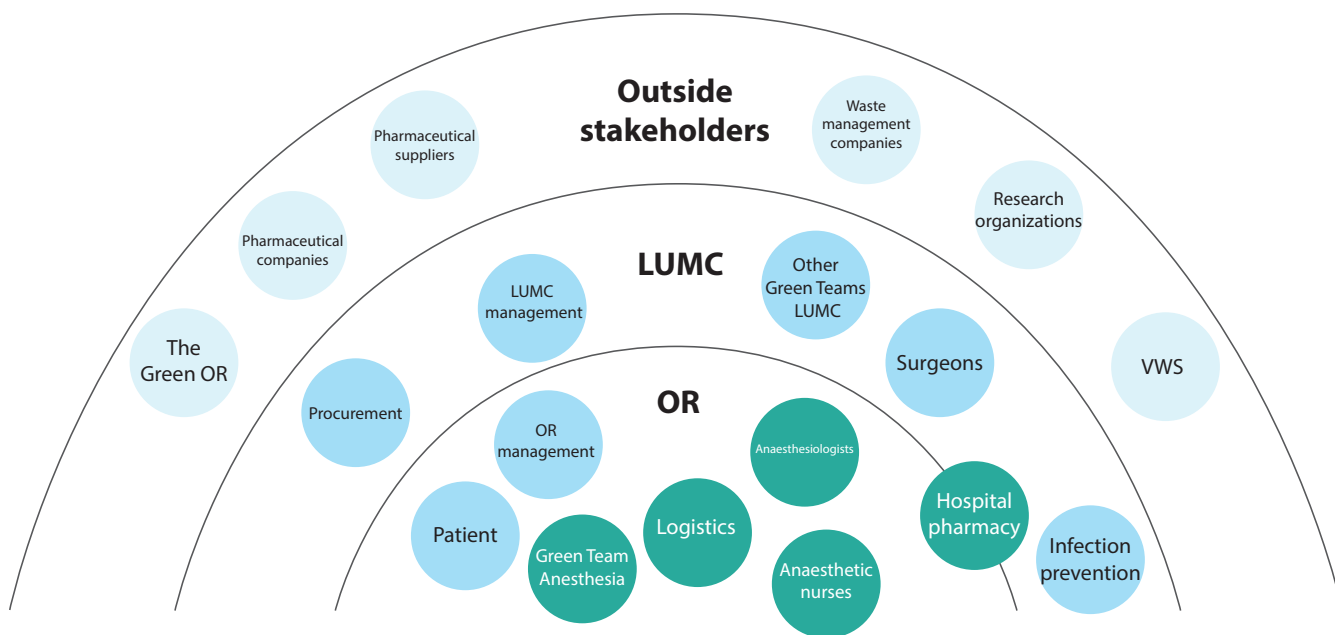 Outside
stakeholders
Pharmaceutical
suppliers
Waste
management
companies
Pharmaceutical
companies
Research
organizations
The
Green OR
VWS
LUMC
LUMC
management
Other
Green Teams
LUMC
Procurement
Surgeons
Infection
prevention
OR
OR
management
Anaesthesiologists
Patient
Green Team
Anesthesia
Logistics
Anaesthetic
nurses
Hospital
pharmacy